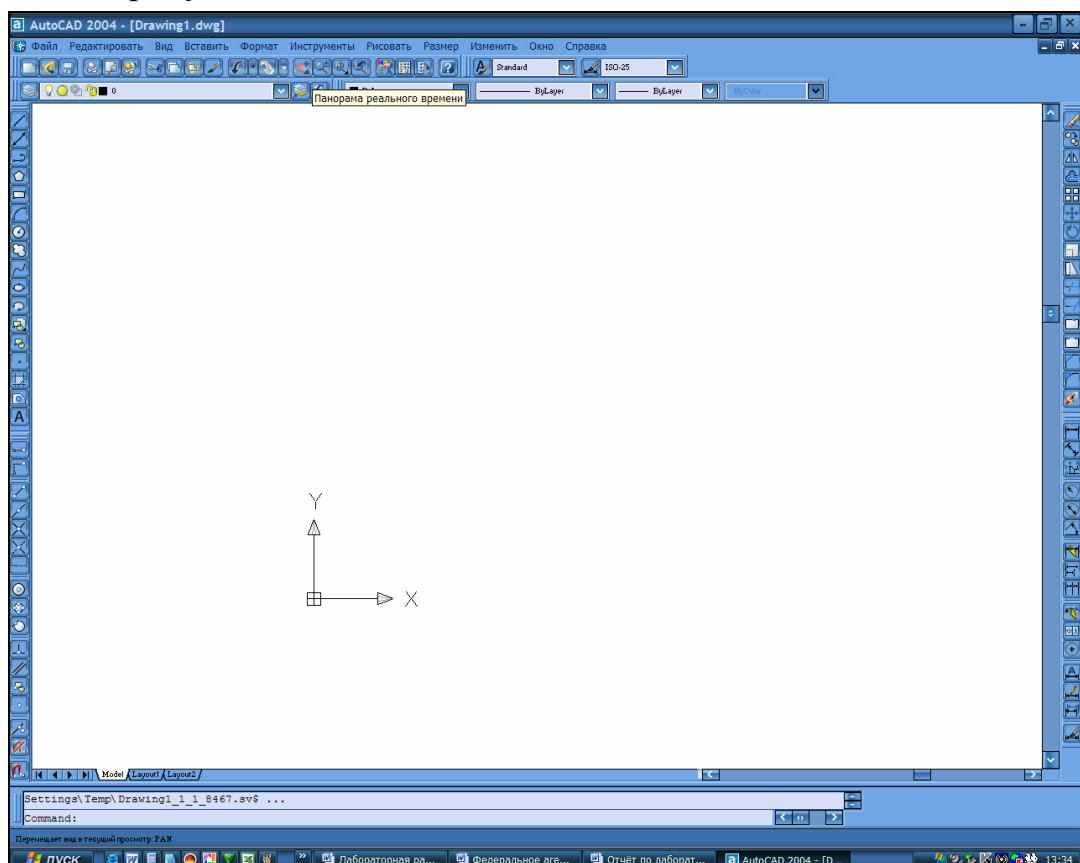 AutoCAD 2004 - [Drawing1.dwg]
Файл Редактировать Вид Вставить Формат Инструменты Рисовать Размер Изменить Окно Справка
Standard ISO-25
0 ByLayer ByLayer ByColor
Панорама реального времени
Y
X
Model Layout1 Layout2
Settings\Temp\Drawing1_1_1_8467.sv$ ...
Command:
Перемещает вид в текущий просмотр: PAN
пуск Лабораторная ра... Федеральное аге... Отчёт по лаборат... AutoCAD 2004 - [D... 13:34